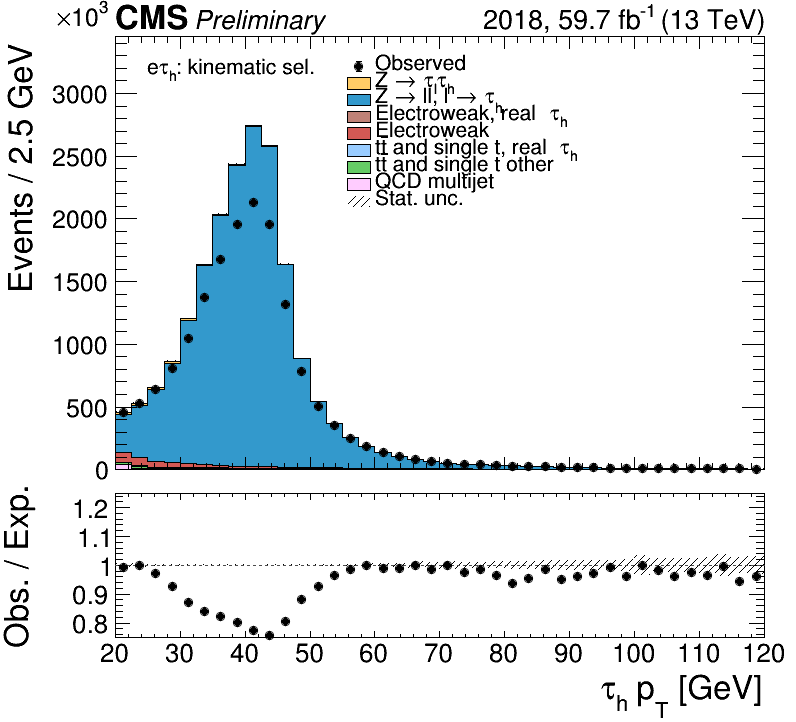 ×10³ CMS Preliminary 2018, 59.7 fb⁻¹ (13 TeV)
eτₕ: kinematic sel.
Observed
Z → τₗτₕ
Z → ll, l → τₕ
Electroweak, real τₕ
Electroweak
tt̄ and single t, real τₕ
tt̄ and single t other
QCD multijet
Stat. unc.
Events / 2.5 GeV
3000
2500
2000
1500
1000
500
0
Obs. / Exp.
1.2
1.1
1
0.9
0.8
20 30 40 50 60 70 80 90 100 110 120
τₕ p_T [GeV]